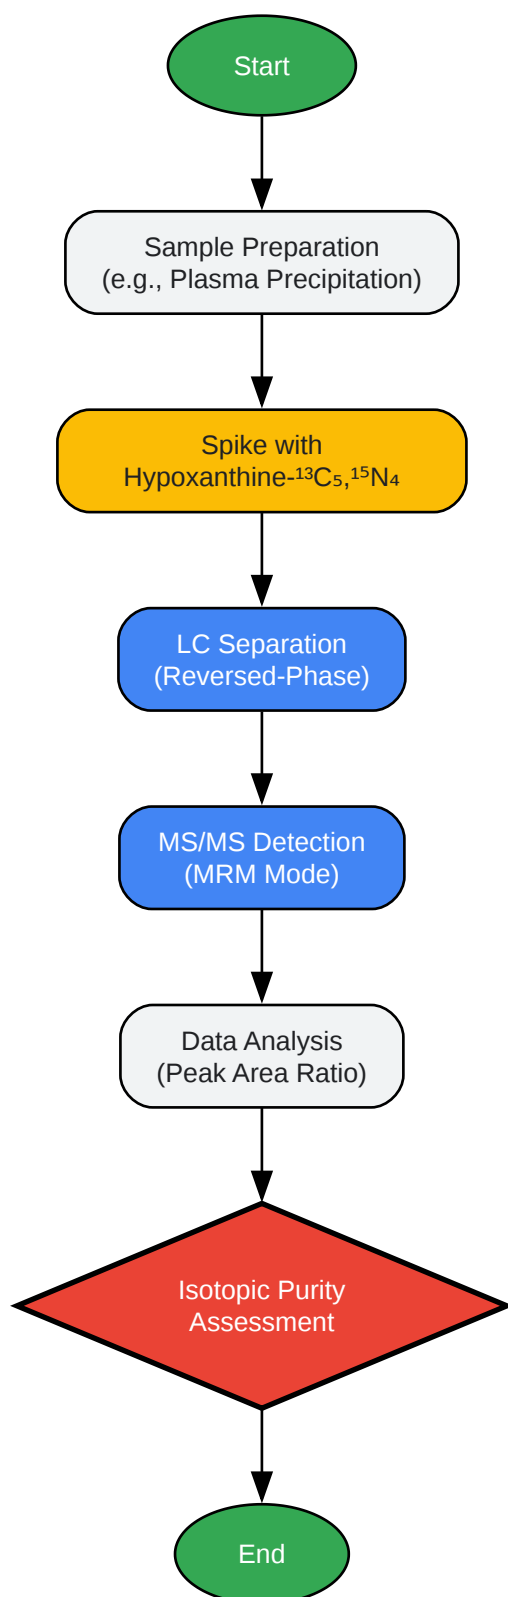 Start
Sample Preparation
(e.g., Plasma Precipitation)
Spike with
Hypoxanthine-¹³C₅,¹⁵N₄
LC Separation
(Reversed-Phase)
MS/MS Detection
(MRM Mode)
Data Analysis
(Peak Area Ratio)
Isotopic Purity
Assessment
End